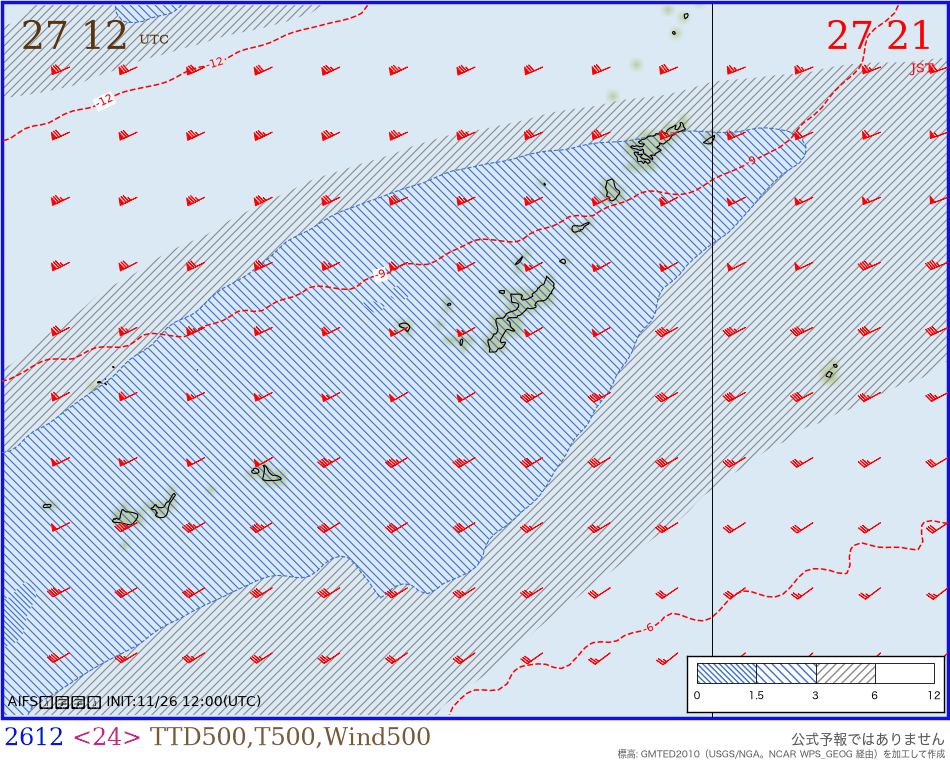 27 12 UTC
27 21
JST
-12
-12
-9
-9
-6
0 1.5 3 6 12
AIFS INIT:11/26 12:00(UTC)
2612 <24> TTD500,T500,Wind500
公式予報ではありません
標高: GMTED2010（USGS/NGA。NCAR WPS_GEOG 経由）を加工して作成